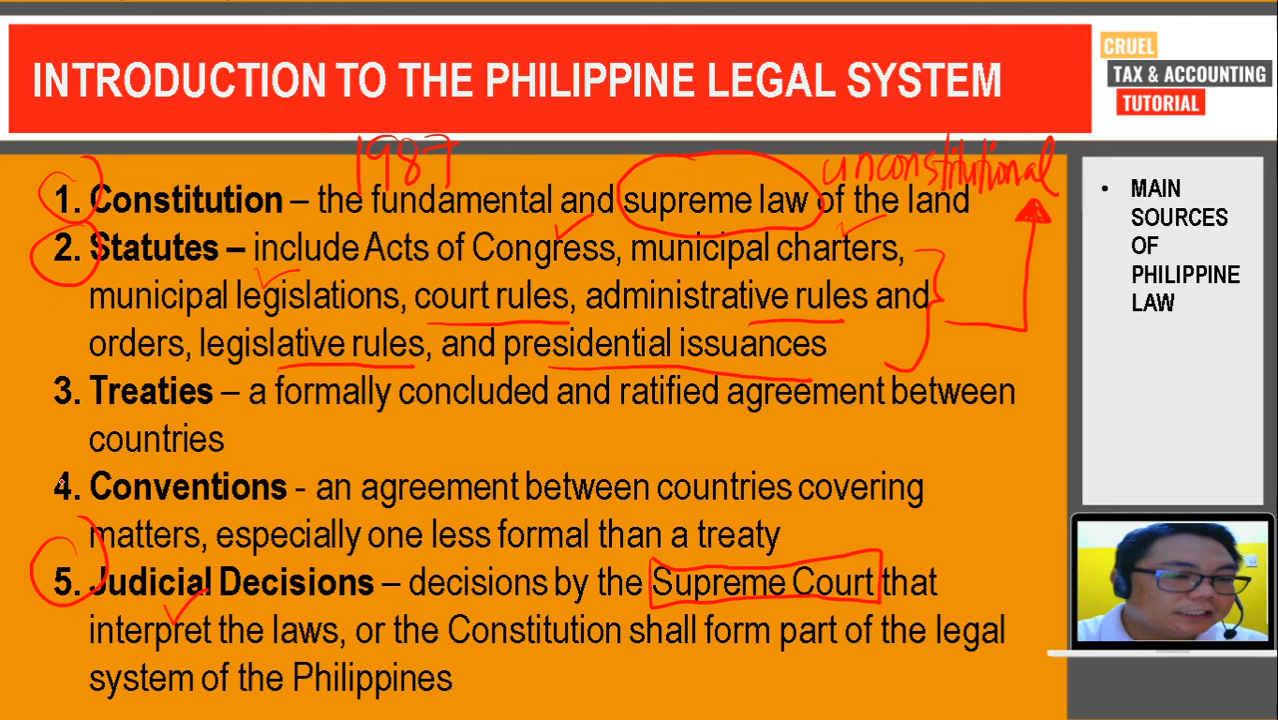 INTRODUCTION TO THE PHILIPPINE LEGAL SYSTEM
CRUEL
TAX & ACCOUNTING
TUTORIAL
1987
unconstitutional
1. Constitution – the fundamental and supreme law of the land
2. Statutes – include Acts of Congress, municipal charters,
municipal legislations, court rules, administrative rules and
orders, legislative rules, and presidential issuances
3. Treaties – a formally concluded and ratified agreement between
countries
4. Conventions - an agreement between countries covering
matters, especially one less formal than a treaty
5. Judicial Decisions – decisions by the Supreme Court that
interpret the laws, or the Constitution shall form part of the legal
system of the Philippines
• MAIN
SOURCES
OF
PHILIPPINE
LAW